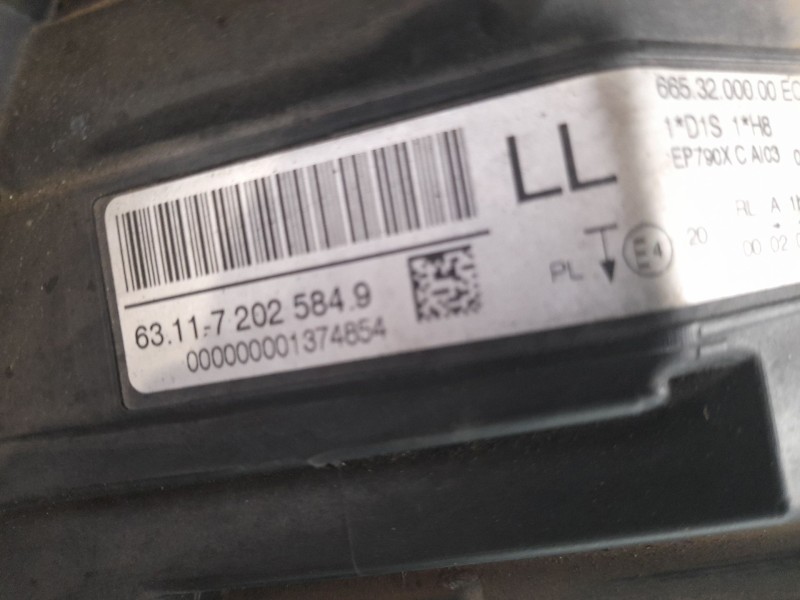 63.11-7 202 584.9
000000001374854
LL
PL
E4
20
665.32.000.00 EC
1*D1S 1*H8
EP790X C A/03
RL A
00 02